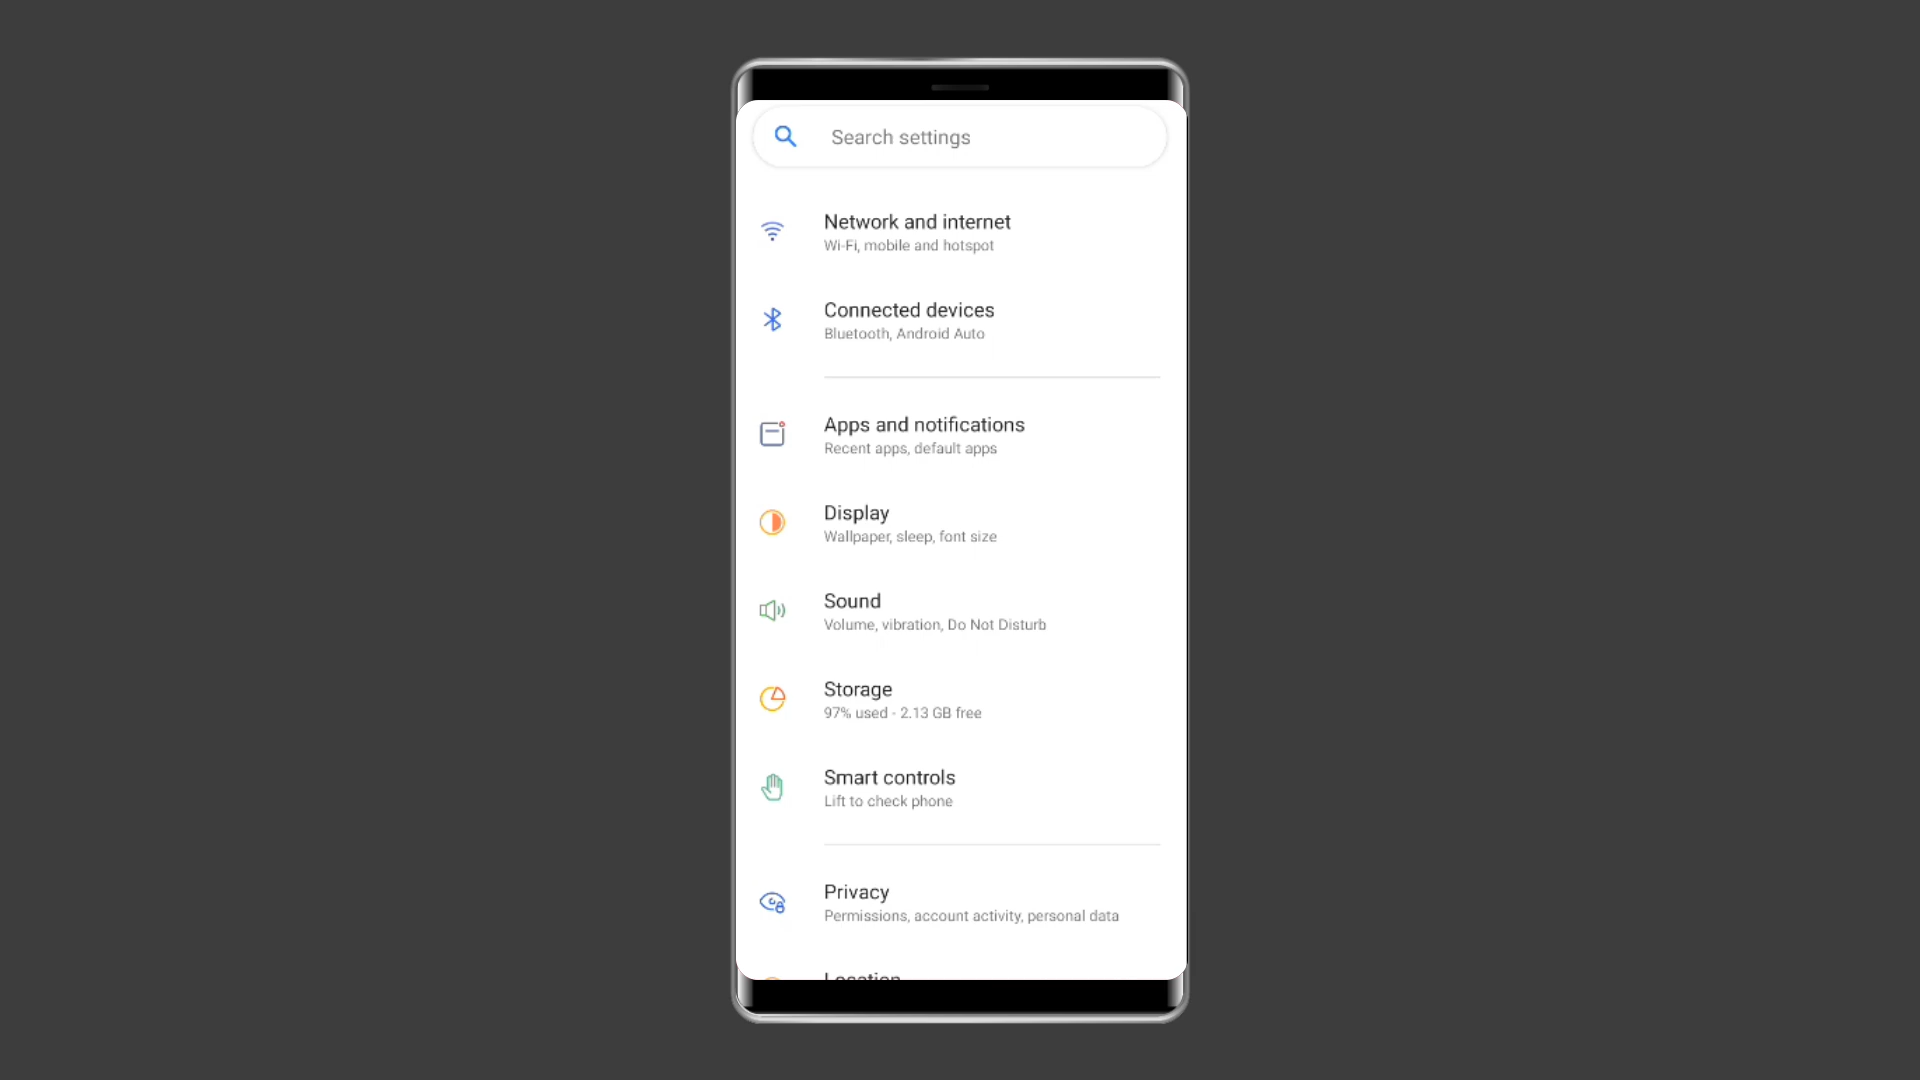 Search settings
Network and internet
Wi-Fi, mobile and hotspot
Connected devices
Bluetooth, Android Auto
Apps and notifications
Recent apps, default apps
Display
Wallpaper, sleep, font size
Sound
Volume, vibration, Do Not Disturb
Storage
97% used - 2.13 GB free
Smart controls
Lift to check phone
Privacy
Permissions, account activity, personal data
Location